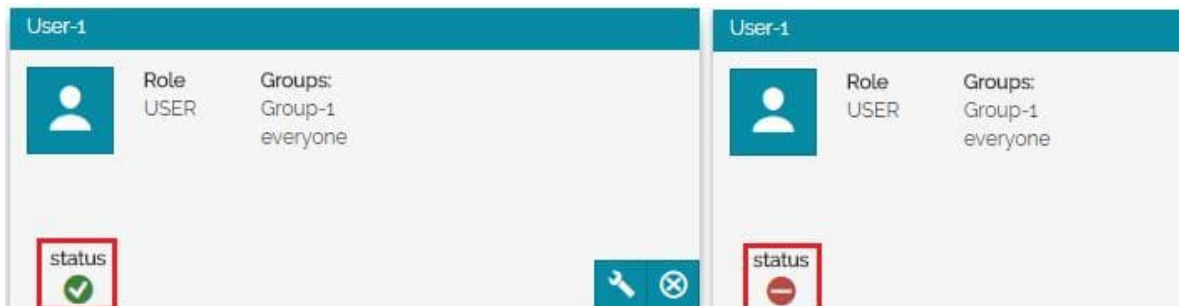 User-1
Role Groups:
USER Group-1
everyone
status
User-1
Role Groups:
USER Group-1
everyone
status